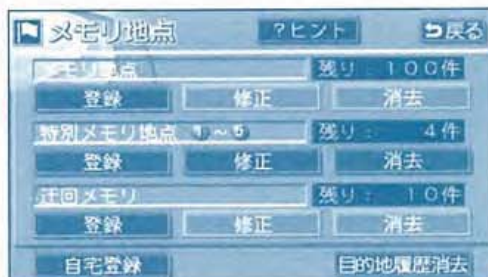 メモリ地点 ?ヒント 戻る
メモリ地点 残り: 100件
登録 修正 消去
特別メモリ地点 1~5 残り: 4件
登録 修正 消去
迂回メモリ 残り: 10件
登録 修正 消去
自宅登録 目的地履歴消去